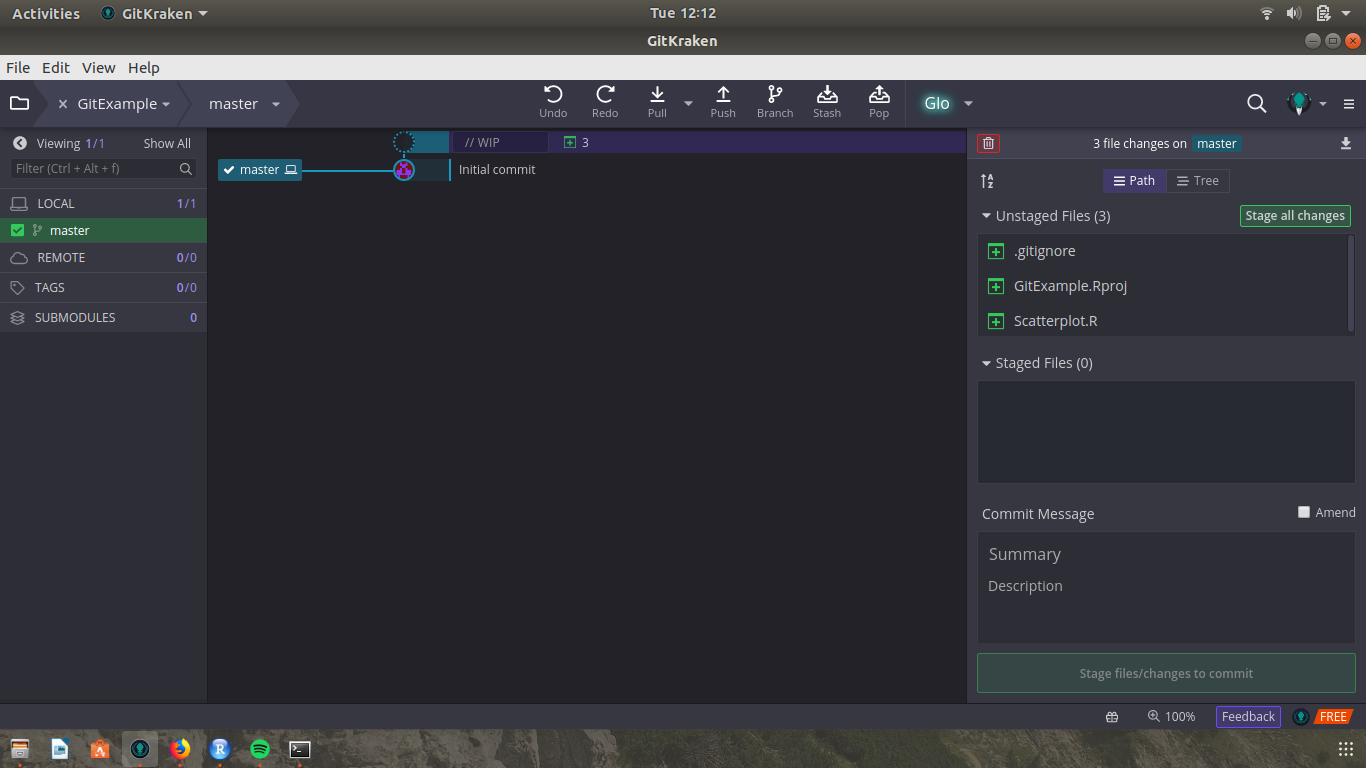 Activities GitKraken Tue 12:12
GitKraken
File Edit View Help
GitExample master Undo Redo Pull Push Branch Stash Pop Glo
Viewing 1/1 Show All
Filter (Ctrl + Alt + f)
LOCAL 1/1
master
REMOTE 0/0
TAGS 0/0
SUBMODULES 0
// WIP 3
master Initial commit
3 file changes on master
A Z Path Tree
Unstaged Files (3) Stage all changes
.gitignore
GitExample.Rproj
Scatterplot.R
Staged Files (0)
Commit Message Amend
Summary
Description
Stage files/changes to commit
100% Feedback FREE
R